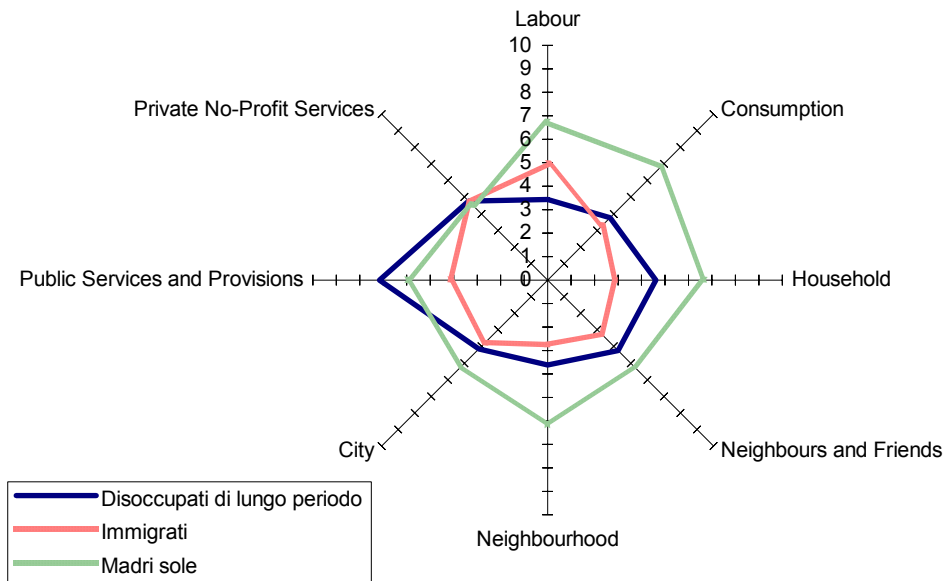 Labour
10
9
8
7
6
5
4
3
2
1
0
Consumption
Household
Neighbours and Friends
Neighbourhood
City
Public Services and Provisions
Private No-Profit Services
Disoccupati di lungo periodo
Immigrati
Madri sole